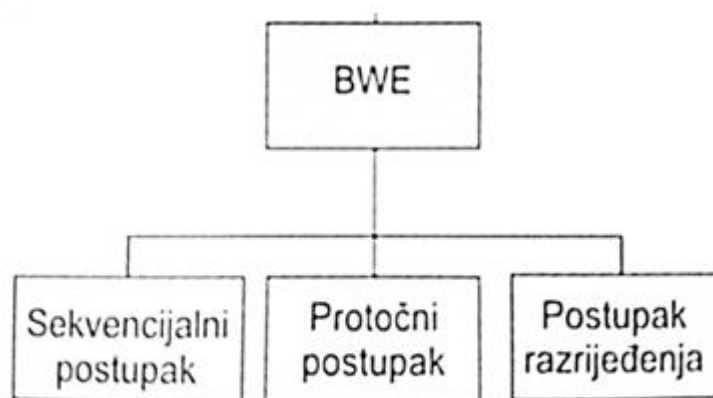 BWE
Sekvencijalni
postupak
Protočni
postupak
Postupak
razrijeđenja